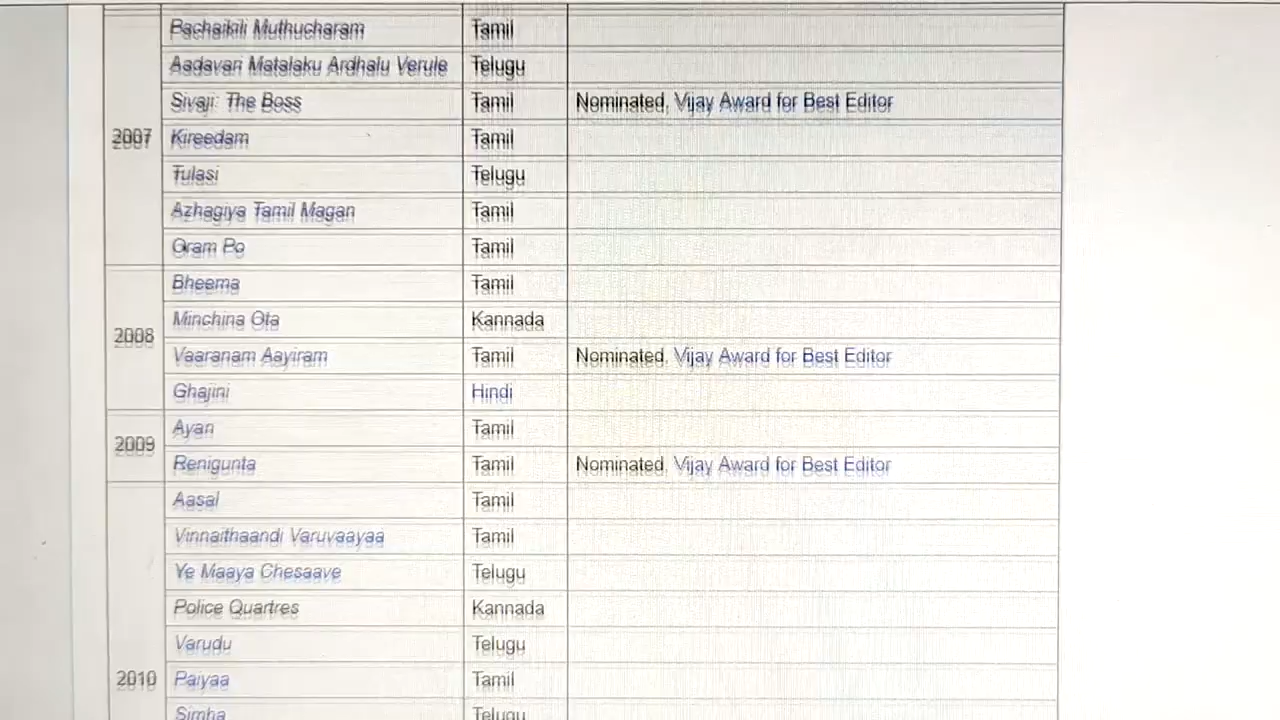 Pachaikili Muthucharam Tamil
Aadavari Matalaku Ardhalu Verule Telugu
Sivaji: The Boss Tamil Nominated, Vijay Award for Best Editor
2007 Kireedam Tamil
Tulasi Telugu
Azhagiya Tamil Magan Tamil
Oram Po Tamil
Bheema Tamil
Minchina Ota Kannada
2008
Vaaranam Aayiram Tamil Nominated, Vijay Award for Best Editor
Ghajini Hindi
Ayan Tamil
2009
Renigunta Tamil Nominated, Vijay Award for Best Editor
Aasal Tamil
Vinnaithaandi Varuvaayaa Tamil
Ye Maaya Chesaave Telugu
Police Quartres Kannada
Varudu Telugu
2010 Paiyaa Tamil
Simha Telugu